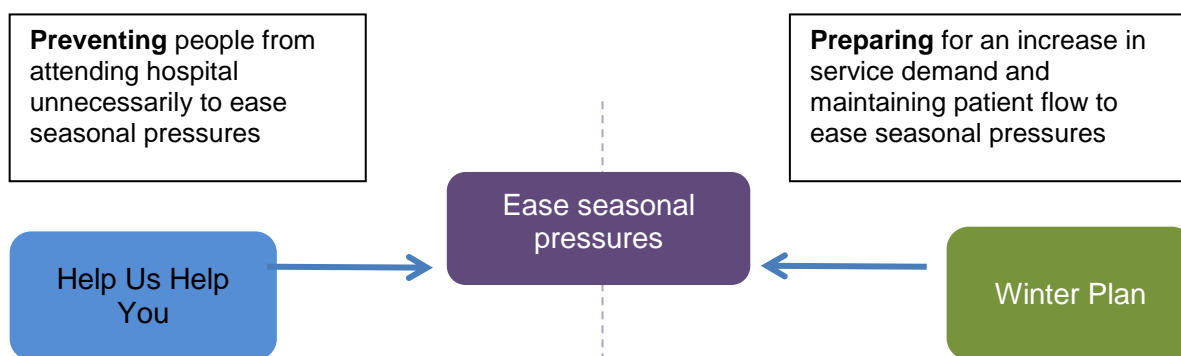 Preventing people from
attending hospital
unnecessarily to ease
seasonal pressures
Preparing for an increase in
service demand and
maintaining patient flow to
ease seasonal pressures
Ease seasonal
pressures
Help Us Help
You
Winter Plan